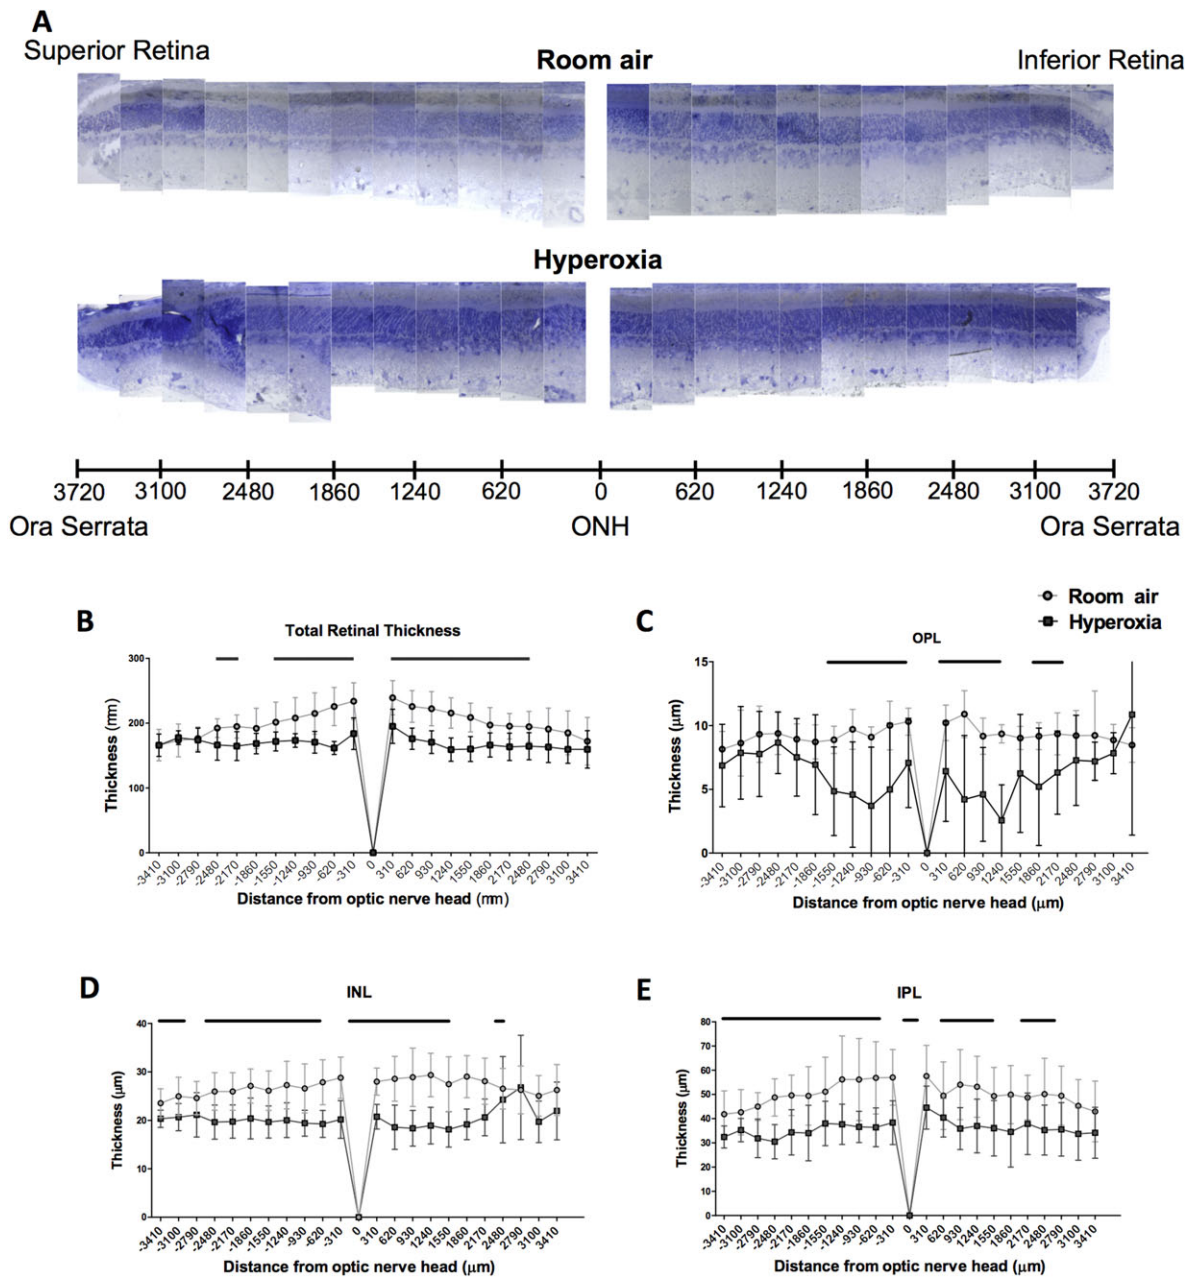 A
Superior Retina
Room air
Inferior Retina
Hyperoxia
3720 3100 2480 1860 1240 620 0 620 1240 1860 2480 3100 3720
Ora Serrata ONH Ora Serrata
Room air
Hyperoxia
B
Total Retinal Thickness
300
200
100
0
Thickness (mm)
-3410 -3100 -2790 -2480 -2170 -1860 -1550 -1240 -930 -620 -310 0 310 620 930 1240 1550 1860 2170 2480 2790 3100 3410
Distance from optic nerve head (mm)
C
OPL
15
10
5
0
Thickness (μm)
-3410 -3100 -2790 -2480 -2170 -1860 -1550 -1240 -930 -620 -310 0 310 620 930 1240 1550 1860 2170 2480 2790 3100 3410
Distance from optic nerve head (μm)
D
INL
40
30
20
10
0
Thickness (μm)
-3410 -3100 -2790 -2480 -2170 -1860 -1550 -1240 -930 -620 -310 0 310 620 930 1240 1550 1860 2170 2480 2790 3100 3410
Distance from optic nerve head (μm)
E
IPL
80
70
60
50
40
30
20
10
0
Thickness (μm)
-3410 -3100 -2790 -2480 -2170 -1860 -1550 -1240 -930 -620 -310 0 310 620 930 1240 1550 1860 2170 2480 2790 3100 3410
Distance from optic nerve head (μm)